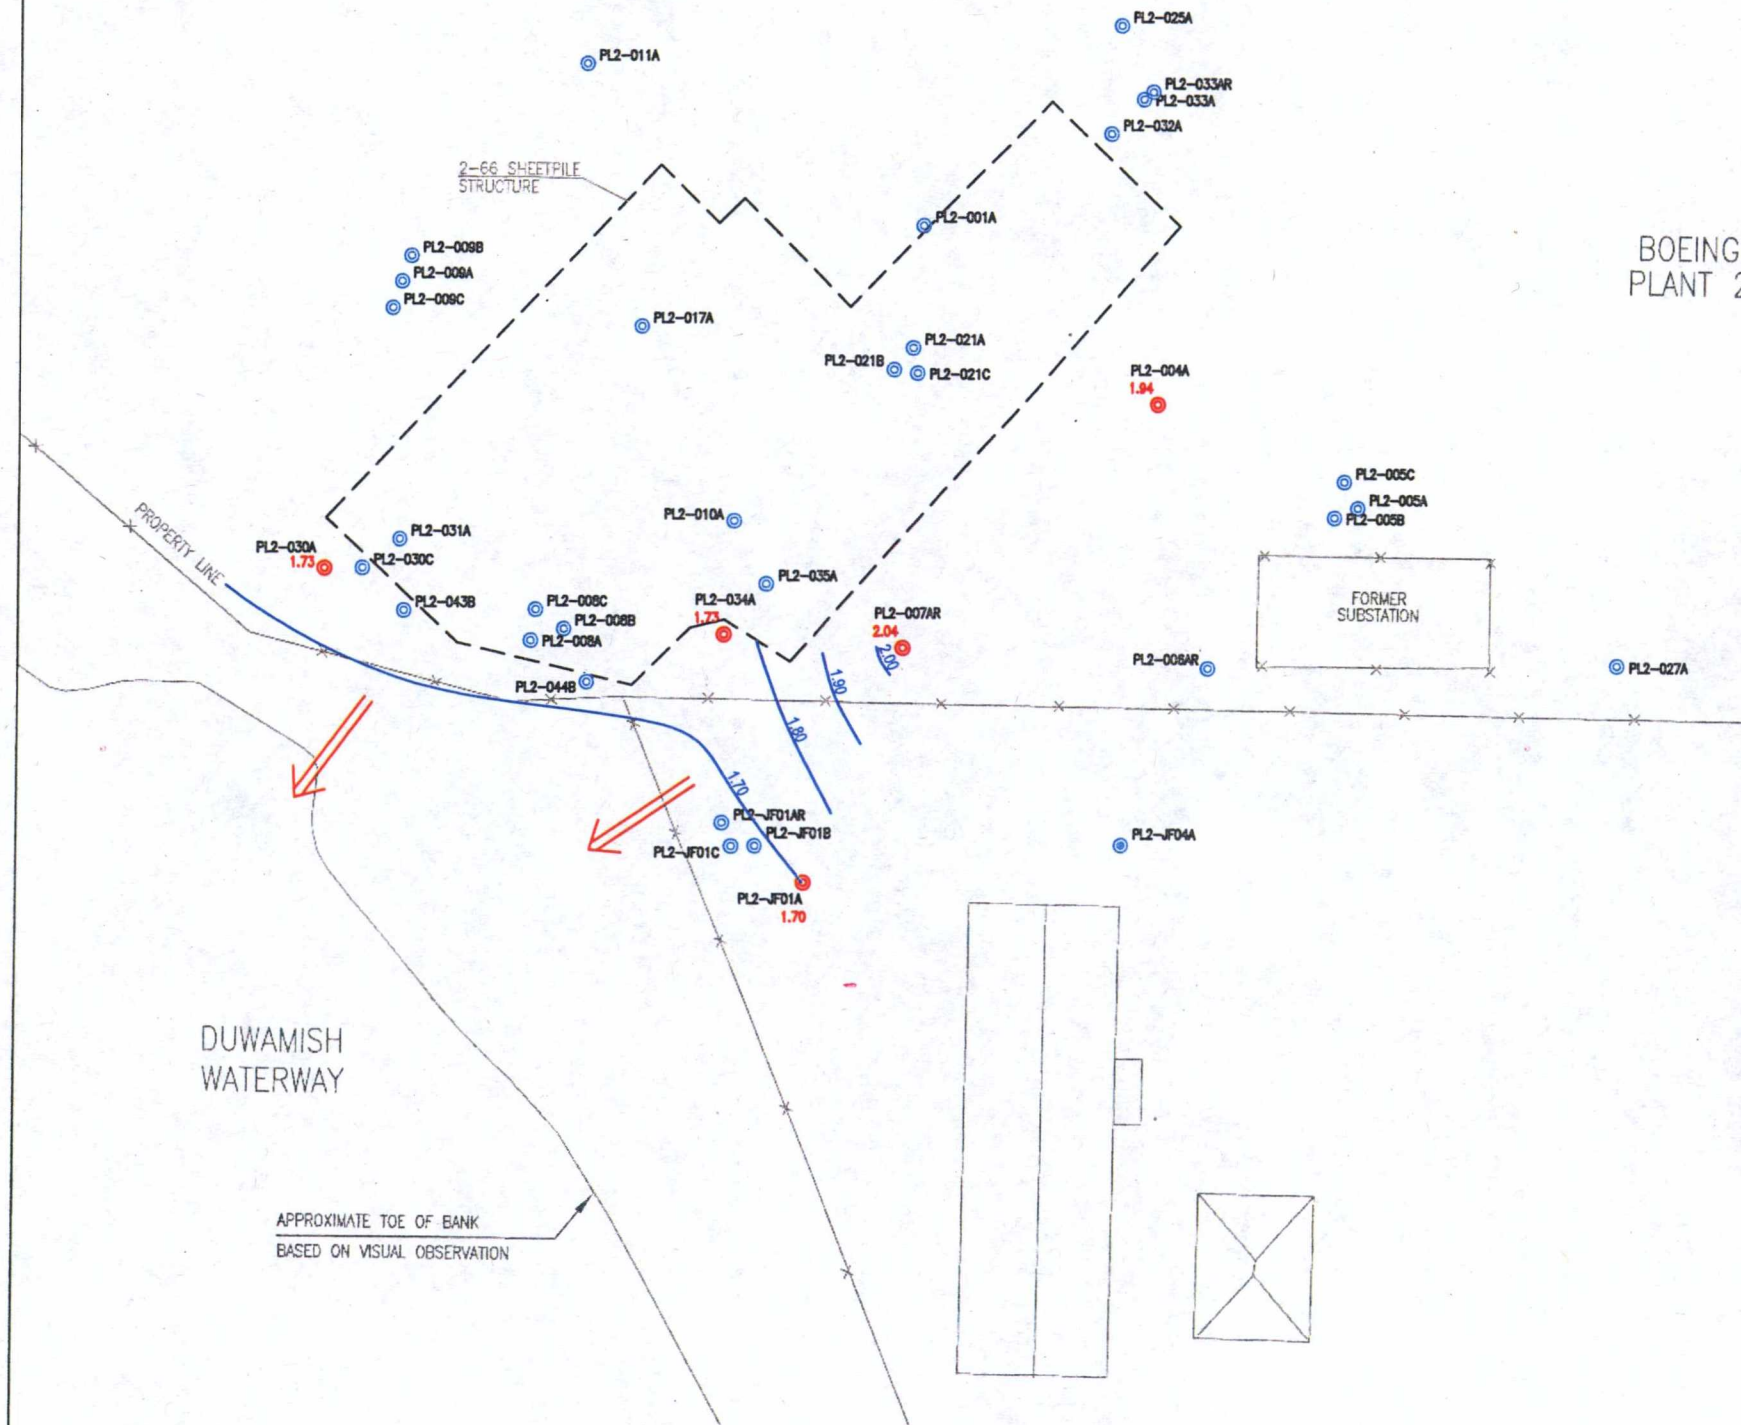 PL2-025A
PL2-011A
PL2-033AR
PL2-033A
PL2-032A
2-66 SHEETPILE
STRUCTURE
PL2-001A
BOEING
PLANT 2
PL2-009B
PL2-009A
PL2-009C
PL2-017A
PL2-021A
PL2-021B
PL2-021C
PL2-004A
1.94
PL2-005C
PL2-005A
PL2-005B
PROPERTY LINE
PL2-010A
PL2-031A
PL2-030A
1.73
PL2-030C
PL2-035A
PL2-043B
PL2-008C
PL2-008B
PL2-008A
PL2-034A
1.73
PL2-007AR
2.04
2.00
FORMER
SUBSTATION
PL2-006AR
PL2-027A
PL2-044B
1.90
1.80
1.70
PL2-JF01AR
PL2-JF01B
PL2-JF01C
PL2-JF04A
PL2-JF01A
1.70
DUWAMISH
WATERWAY
APPROXIMATE TOE OF BANK
BASED ON VISUAL OBSERVATION